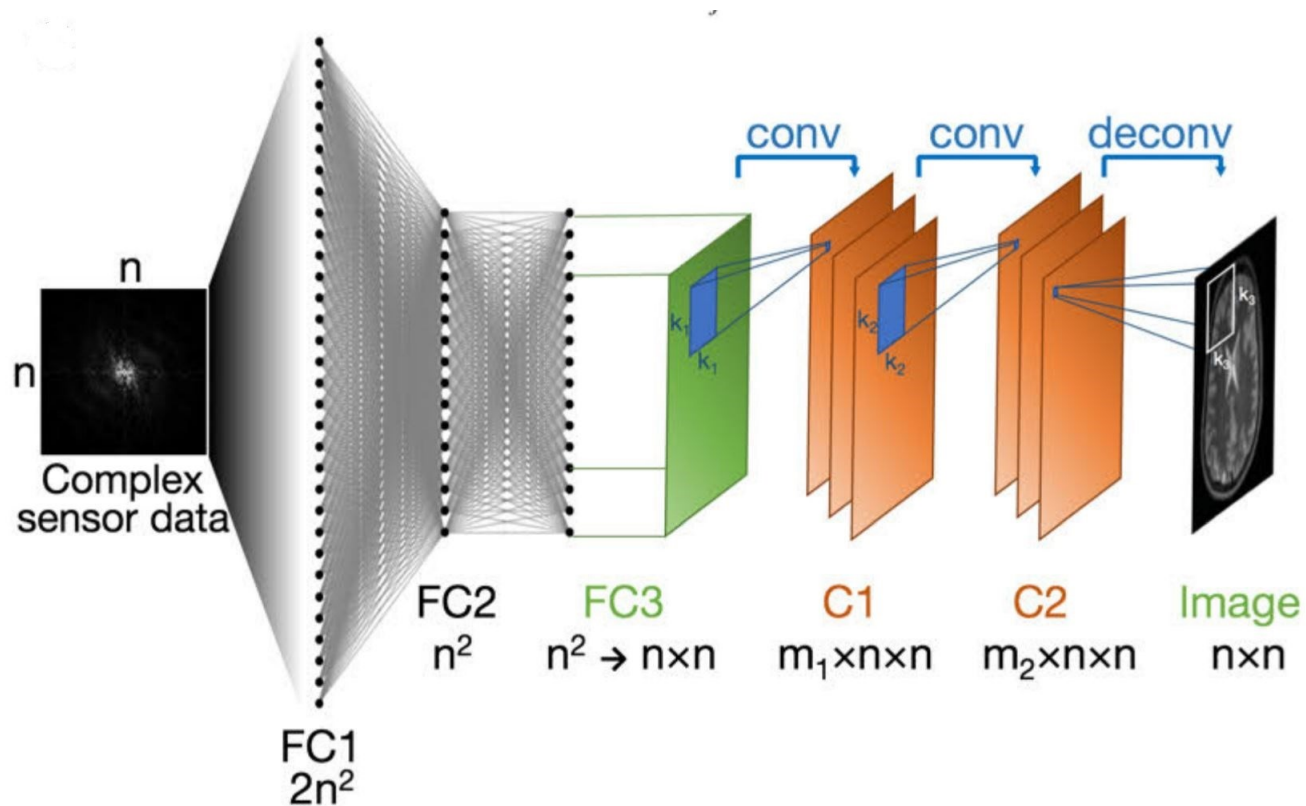 conv
conv
deconv
n
n
k₁
k₁
k₂
k₂
k₃
k₃
Complex
sensor data
FC1
2n²
FC2
n²
FC3
n² → n×n
C1
m₁×n×n
C2
m₂×n×n
Image
n×n